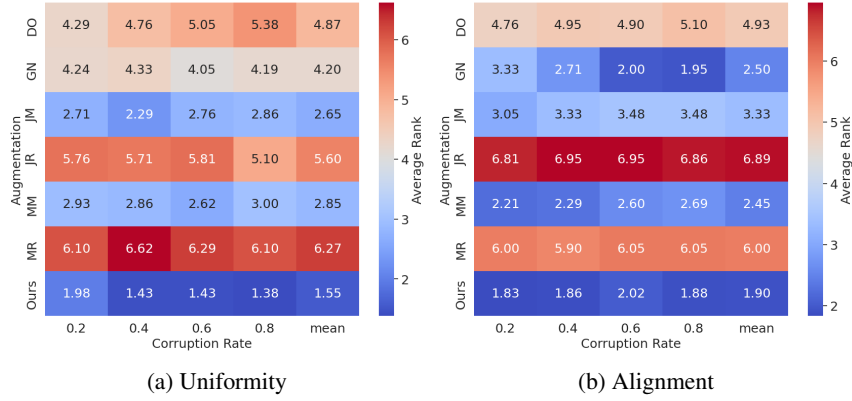 DO 4.29 4.76 5.05 5.38 4.87
GN 4.24 4.33 4.05 4.19 4.20
JM 2.71 2.29 2.76 2.86 2.65
JR 5.76 5.71 5.81 5.10 5.60
MM 2.93 2.86 2.62 3.00 2.85
MR 6.10 6.62 6.29 6.10 6.27
Ours 1.98 1.43 1.43 1.38 1.55
0.2 0.4 0.6 0.8 mean
Corruption Rate
Augmentation
6
5
4
3
2
Average Rank
(a) Uniformity
DO 4.76 4.95 4.90 5.10 4.93
GN 3.33 2.71 2.00 1.95 2.50
JM 3.05 3.33 3.48 3.48 3.33
JR 6.81 6.95 6.95 6.86 6.89
MM 2.21 2.29 2.60 2.69 2.45
MR 6.00 5.90 6.05 6.05 6.00
Ours 1.83 1.86 2.02 1.88 1.90
0.2 0.4 0.6 0.8 mean
Corruption Rate
Augmentation
6
5
4
3
2
Average Rank
(b) Alignment